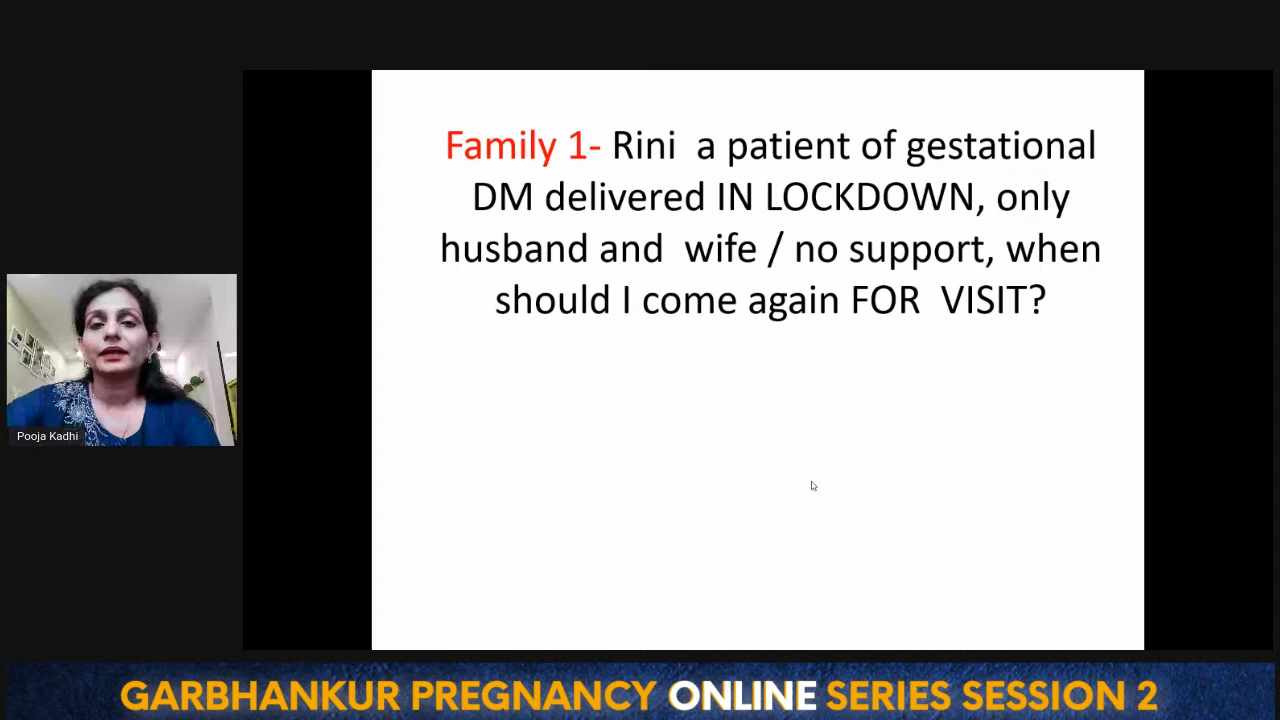 Family 1- Rini a patient of gestational
DM delivered IN LOCKDOWN, only
husband and wife / no support, when
should I come again FOR VISIT?
Pooja Kadhi
GARBHANKUR PREGNANCY ONLINE SERIES SESSION 2